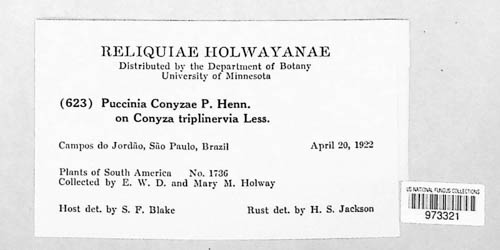 RELIQUIAE HOLWAYANAE
Distributed by the Department of Botany
University of Minnesota
(623) Puccinia Conyzae P. Henn.
on Conyza triplinervia Less.
Campos do Jordão, São Paulo, Brazil April 20, 1922
Plants of South America No. 1736
Collected by E. W. D. and Mary M. Holway
Host det. by S. F. Blake Rust det. by H. S. Jackson
US NATIONAL FUNGUS COLLECTIONS
973321